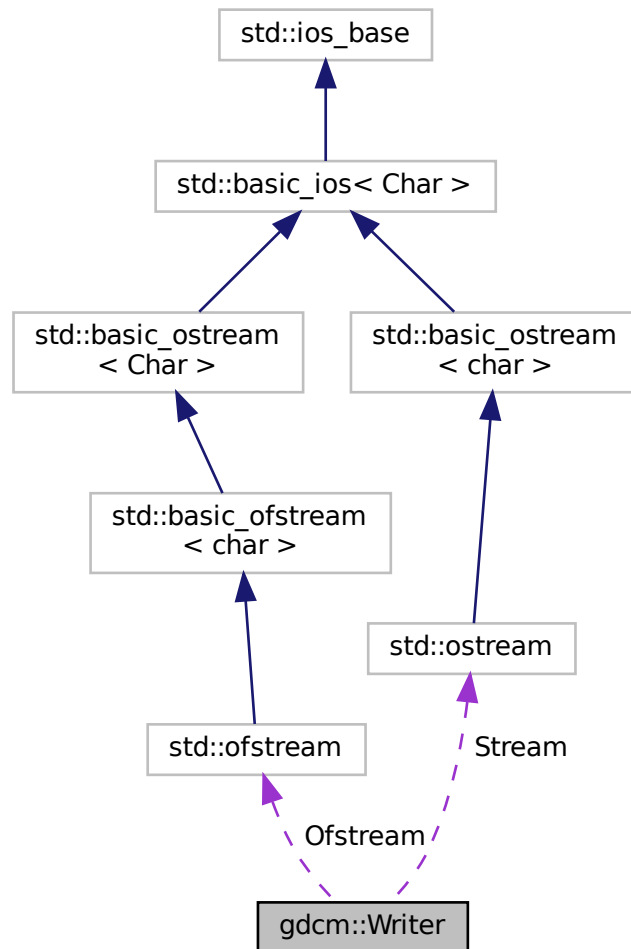 std::ios_base
std::basic_ios< Char >
std::basic_ostream
< Char >
std::basic_ostream
< char >
std::basic_ofstream
< char >
std::ostream
std::ofstream
Stream
Ofstream
gdcm::Writer